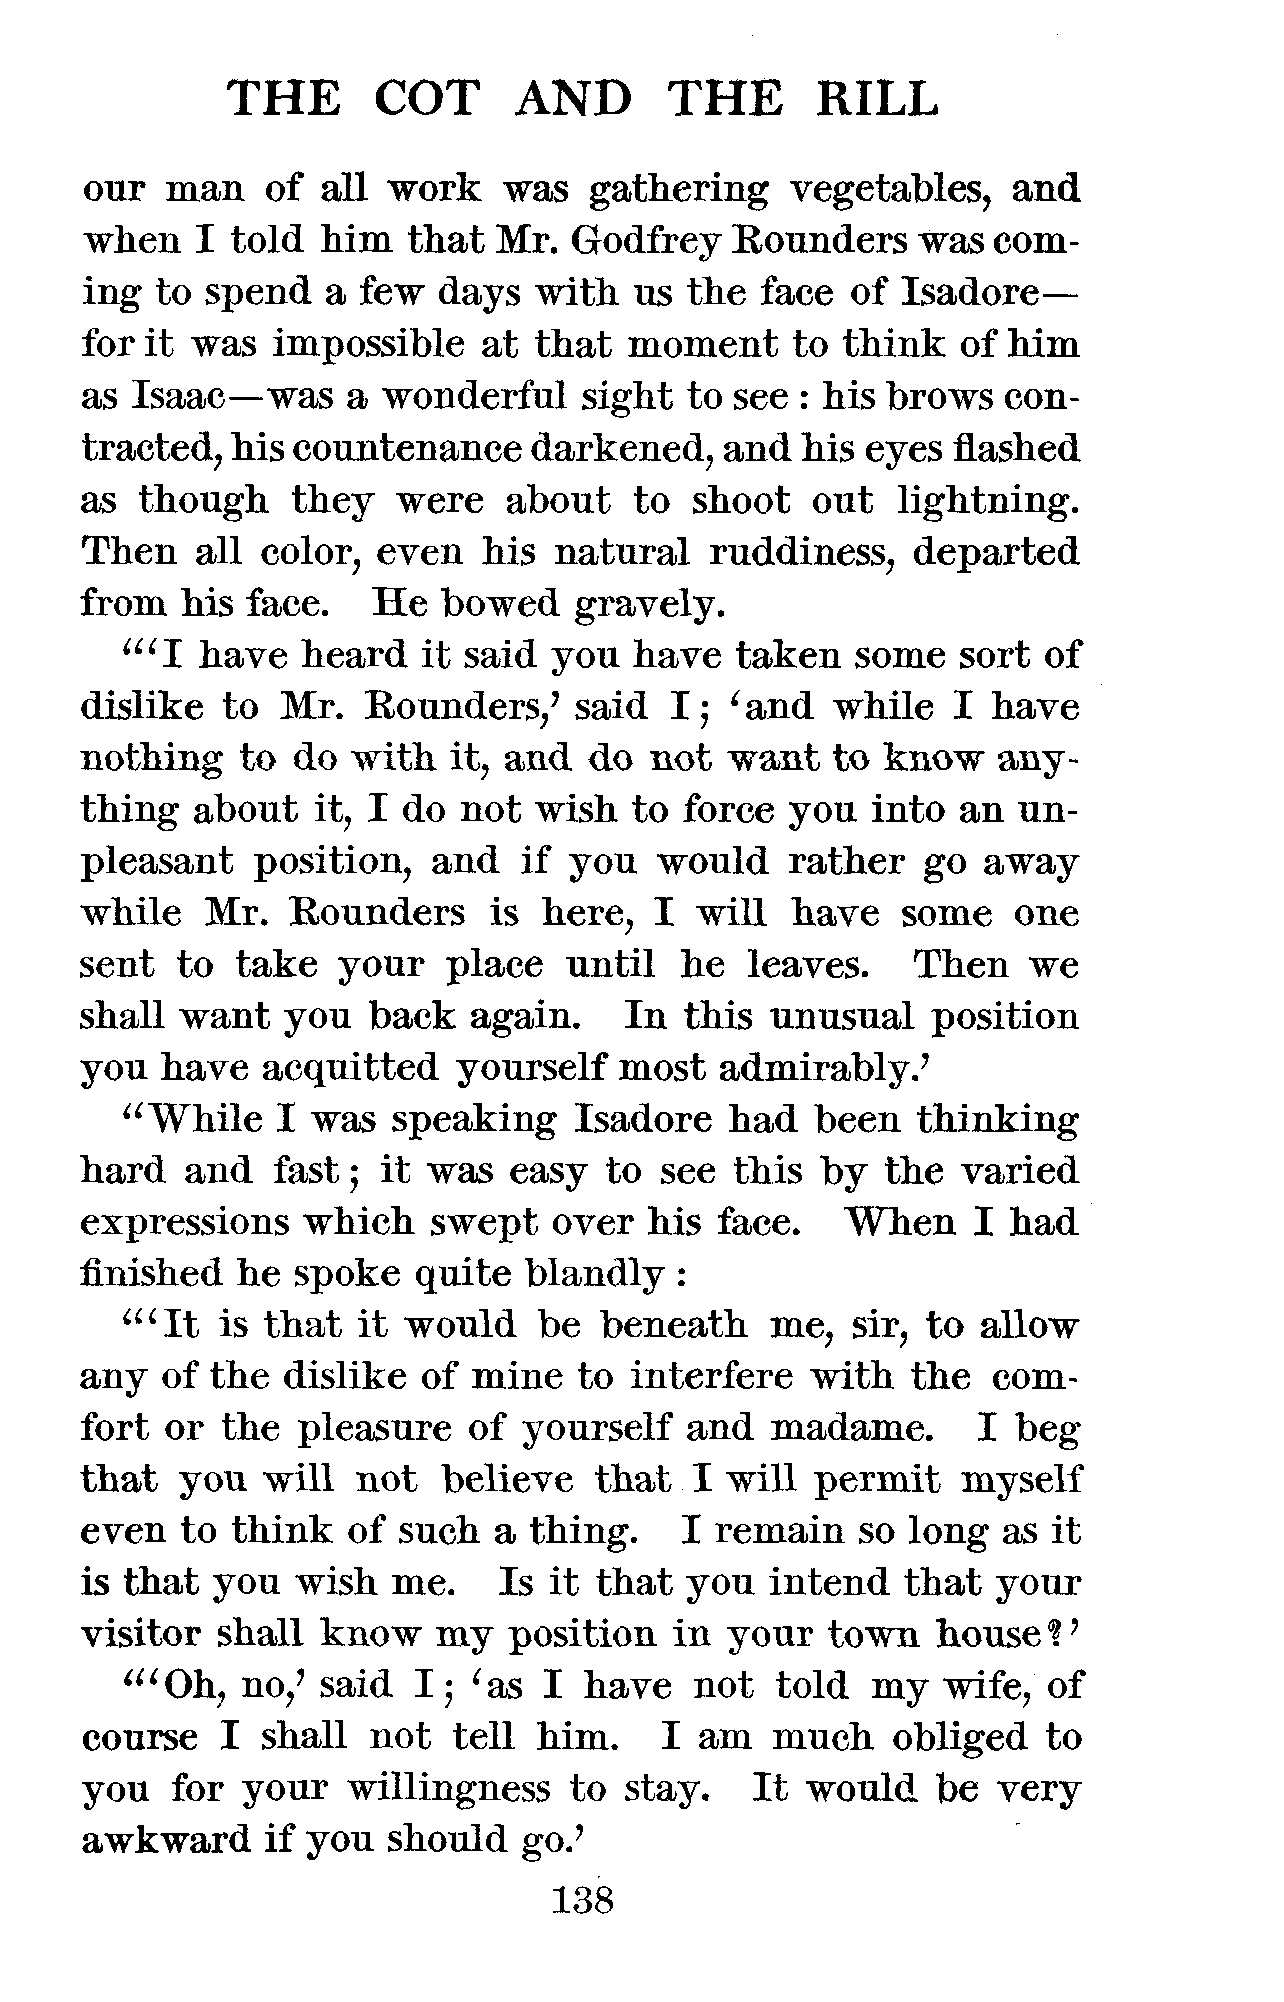 THE COT AND THE RILL
our man of all work was gathering vegetables, and
when I told him that Mr. Godfrey Rounders was com-
ing to spend a few days with us the face of Isadore—
for it was impossible at that moment to think of him
as Isaac—was a wonderful sight to see : his brows con-
tracted, his countenance darkened, and his eyes flashed
as though they were about to shoot out lightning.
Then all color, even his natural ruddiness, departed
from his face. He bowed gravely.
“‘I have heard it said you have taken some sort of
dislike to Mr. Rounders,’ said I ; ‘and while I have
nothing to do with it, and do not want to know any-
thing about it, I do not wish to force you into an un-
pleasant position, and if you would rather go away
while Mr. Rounders is here, I will have some one
sent to take your place until he leaves. Then we
shall want you back again. In this unusual position
you have acquitted yourself most admirably.’
“While I was speaking Isadore had been thinking
hard and fast ; it was easy to see this by the varied
expressions which swept over his face. When I had
finished he spoke quite blandly :
“‘It is that it would be beneath me, sir, to allow
any of the dislike of mine to interfere with the com-
fort or the pleasure of yourself and madame. I beg
that you will not believe that I will permit myself
even to think of such a thing. I remain so long as it
is that you wish me. Is it that you intend that your
visitor shall know my position in your town house?’
“‘Oh, no,’ said I ; ‘as I have not told my wife, of
course I shall not tell him. I am much obliged to
you for your willingness to stay. It would be very
awkward if you should go.’
138